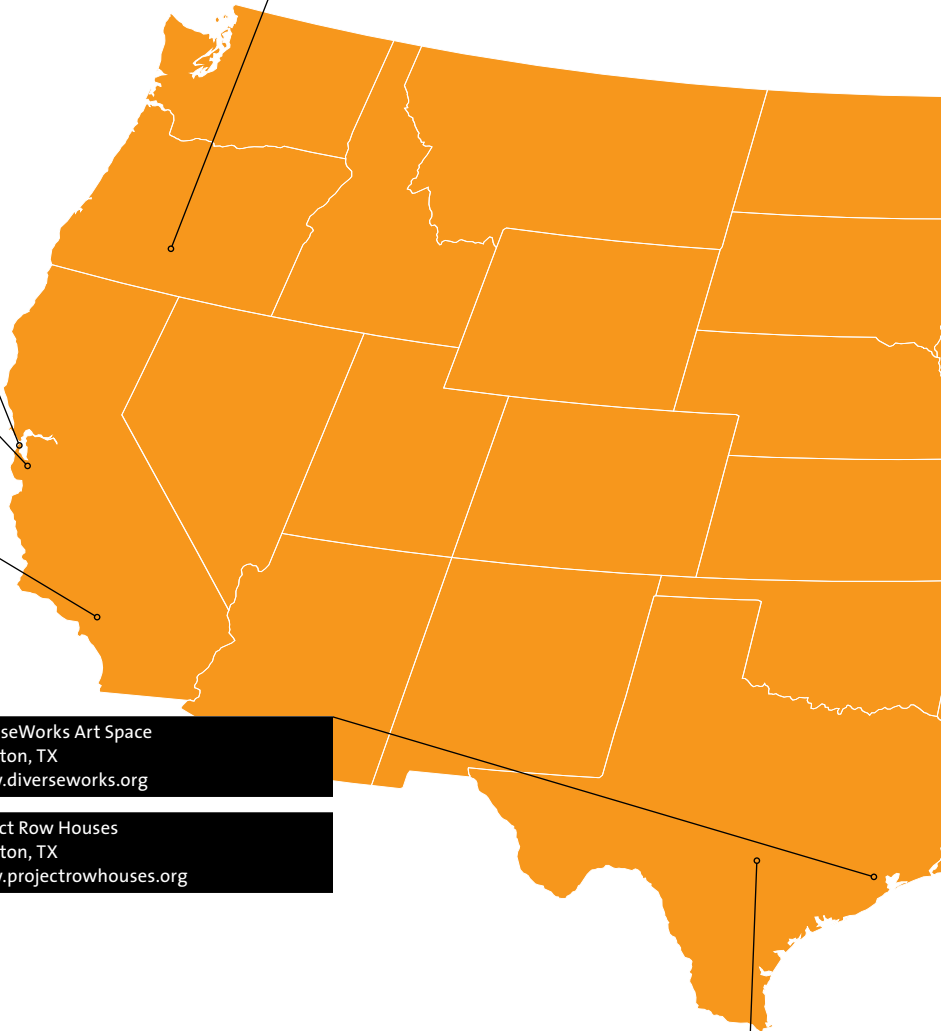 seWorks Art Space
ton, TX
.diverseworks.org
ct Row Houses
ton, TX
.projectrowhouses.org